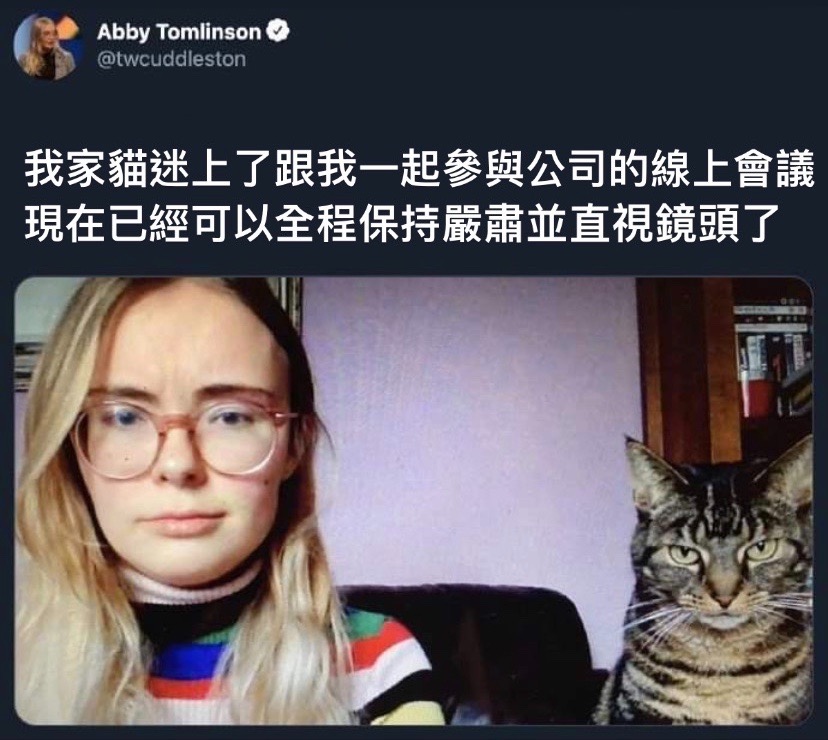 Abby Tomlinson
@twcuddleston
我家貓迷上了跟我一起參與公司的線上會議
現在已經可以全程保持嚴肅並直視鏡頭了